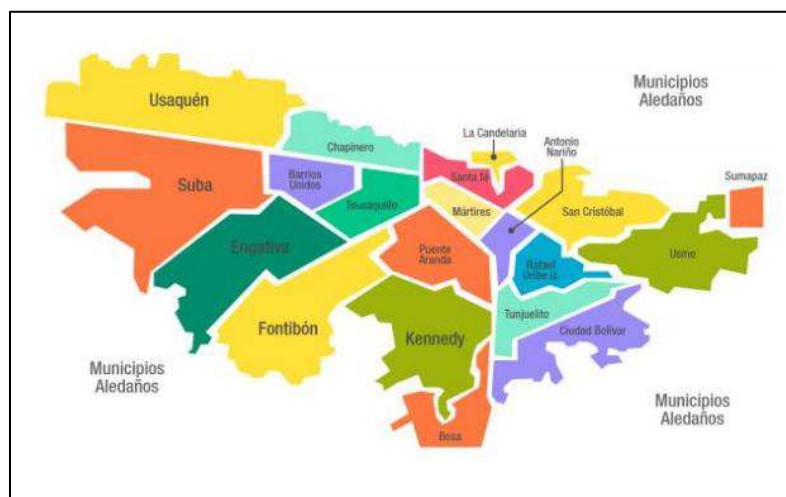 Usaquén
Municipios
Aledaños
La Candelaria
Antonio
Nariño
Chapinero
Santa fé
Sumapaz
Suba
Barrios
Unidos
Teusaquillo
Mártires
San Cristóbal
Engativa
Puente
Aranda
Rafael
Uribe U.
Usme
Fontibón
Kennedy
Tunjuelito
Ciudad Bolívar
Municipios
Aledaños
Municipios
Aledaños
Bosa